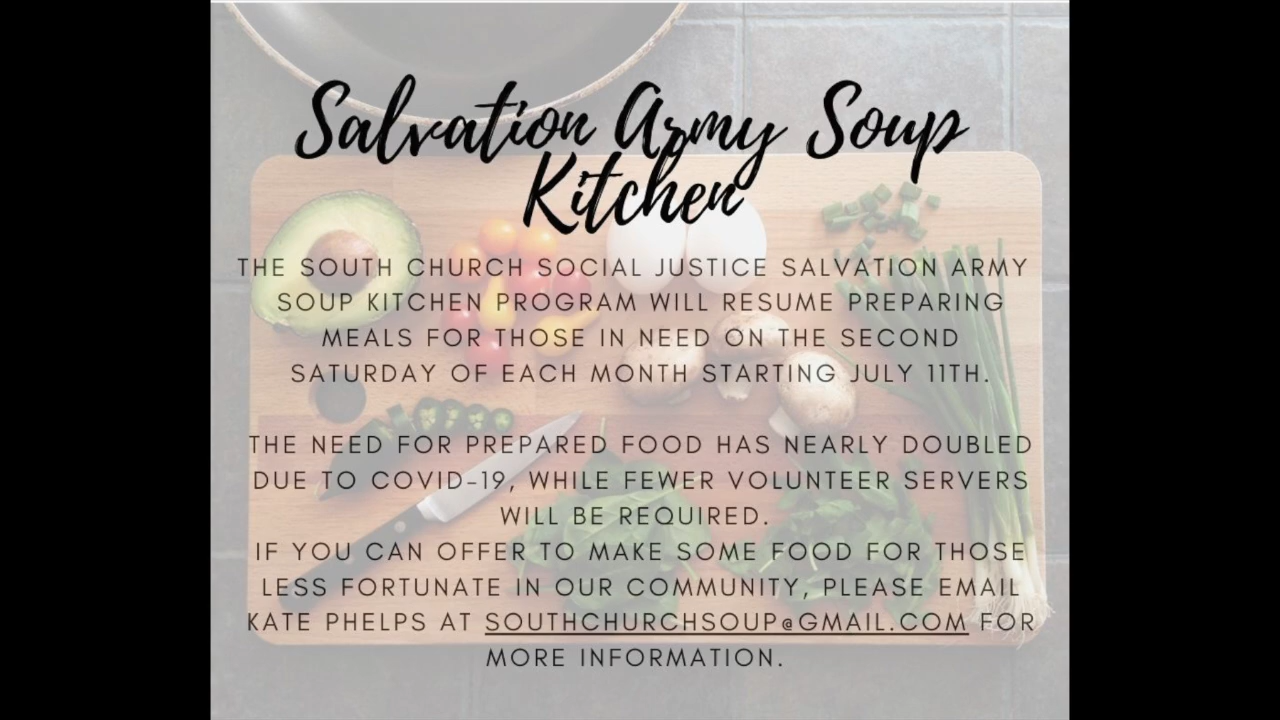 Salvation Army Soup
Kitchen
THE SOUTH CHURCH SOCIAL JUSTICE SALVATION ARMY
SOUP KITCHEN PROGRAM WILL RESUME PREPARING
MEALS FOR THOSE IN NEED ON THE SECOND
SATURDAY OF EACH MONTH STARTING JULY 11TH.
THE NEED FOR PREPARED FOOD HAS NEARLY DOUBLED
DUE TO COVID-19, WHILE FEWER VOLUNTEER SERVERS
WILL BE REQUIRED.
IF YOU CAN OFFER TO MAKE SOME FOOD FOR THOSE
LESS FORTUNATE IN OUR COMMUNITY, PLEASE EMAIL
KATE PHELPS AT SOUTHCHURCHSOUP@GMAIL.COM FOR
MORE INFORMATION.